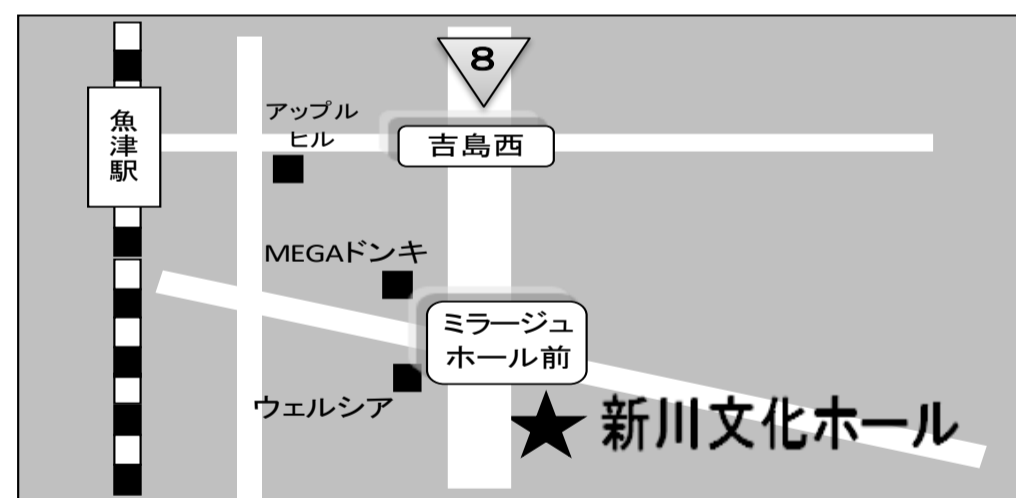 8
魚津駅
アップル
ヒル
吉島西
MEGAドンキ
ミラージュ
ホール前
ウェルシア
新川文化ホール